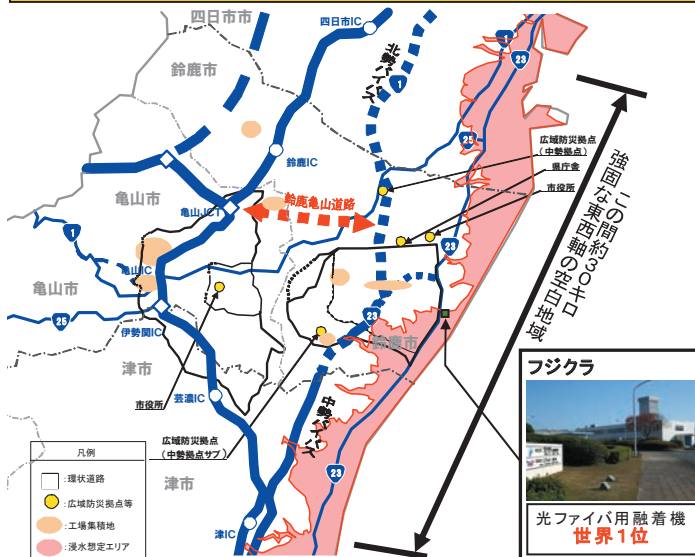 四日市市
四日市IC
鈴鹿市
北勢バイパス
1
1
23
25
広域防災拠点
（中勢拠点）
県庁舎
市役所
鈴鹿IC
亀山市
亀山JCT
鈴鹿亀山道路
1
亀山IC
23
亀山市
25
伊勢関IC
23
鈴鹿市
津市
芸濃IC
市役所
広域防災拠点
（中勢拠点サブ）
中勢バイパス
津市
23
津IC
この間約30キロ
強固な東西軸の空白地域
凡例
:環状道路
:広域防災拠点等
:工場集積地
:浸水想定エリア
フジクラ
光ファイバ用融着機
世界1位